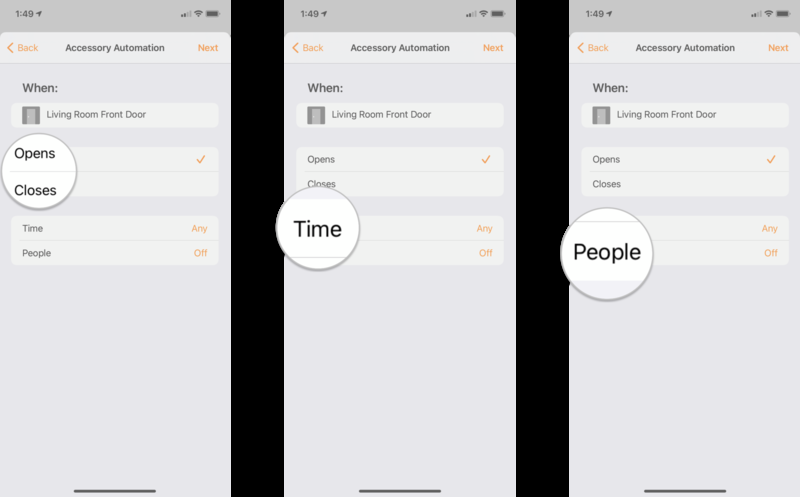 1:49
Back Accessory Automation Next
When:
Living Room Front Door
Opens
Closes
Time Any
People Off
1:49
Back Accessory Automation Next
When:
Living Room Front Door
Opens
Closes
Time Any
Off
1:49
Back Accessory Automation Next
When:
Living Room Front Door
Opens
Closes
Any
People Off